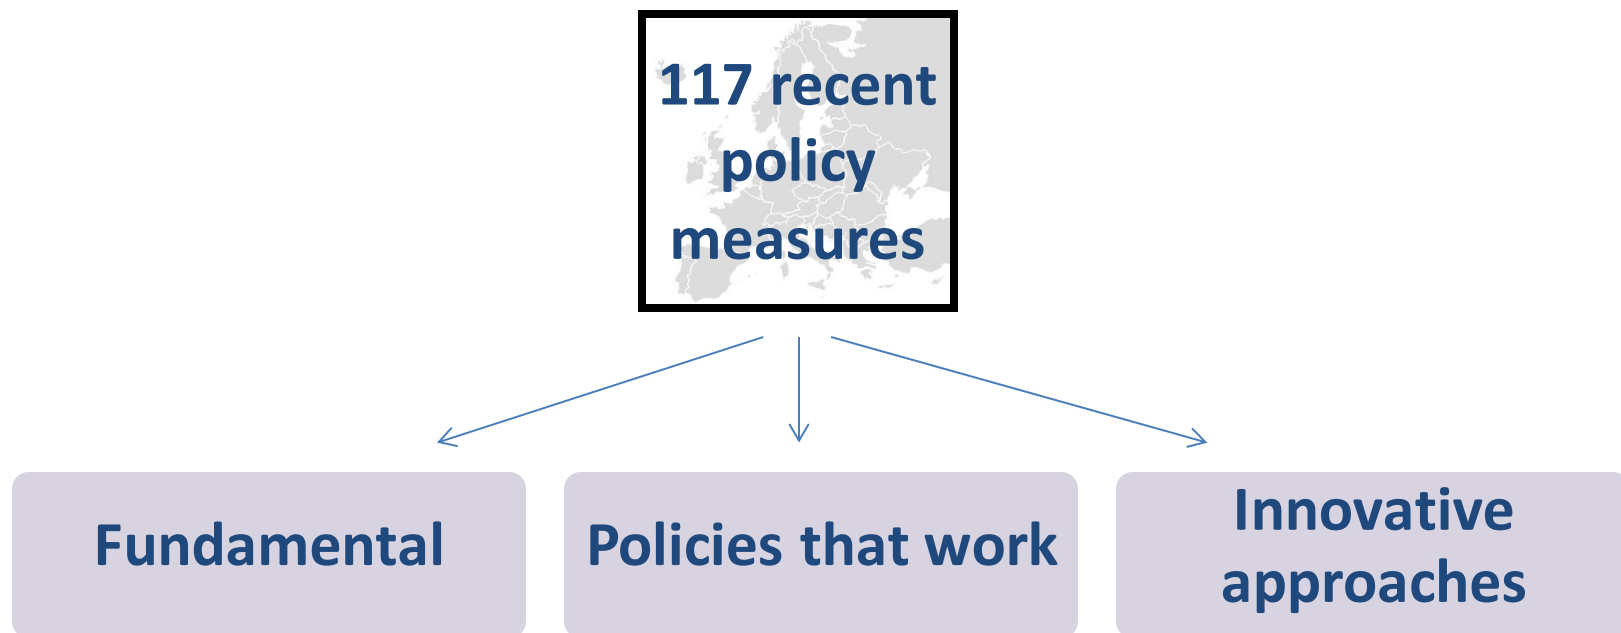 117 recent
policy
measures
Fundamental
Policies that work
Innovative
approaches